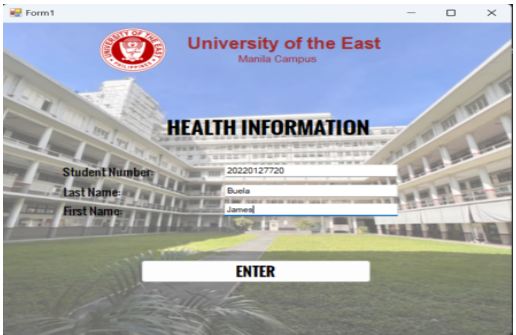 Form1
UNIVERSITY OF THE EAST
PHILIPPINES
University of the East
Manila Campus
HEALTH INFORMATION
Student Number: 20220127720
Last Name: Buela
First Name: James
ENTER